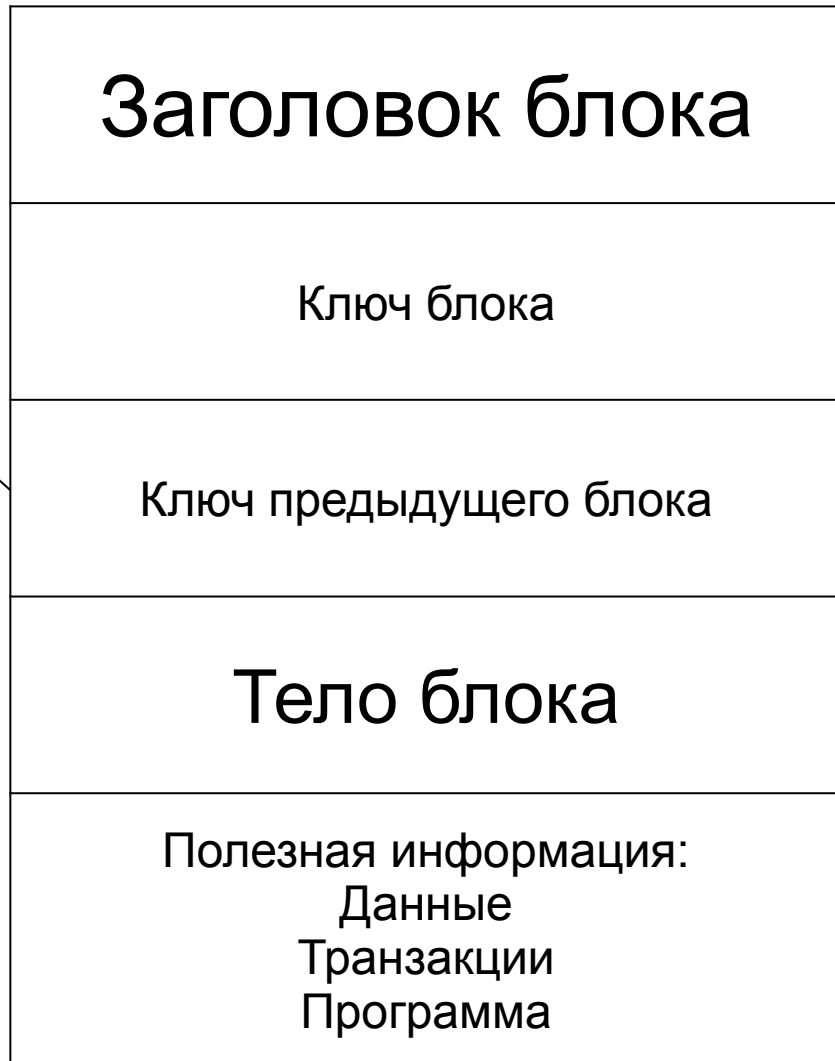 Заголовок блока
Ключ блока
Ключ предыдущего блока
Тело блока
Полезная информация:
Данные
Транзакции
Программа